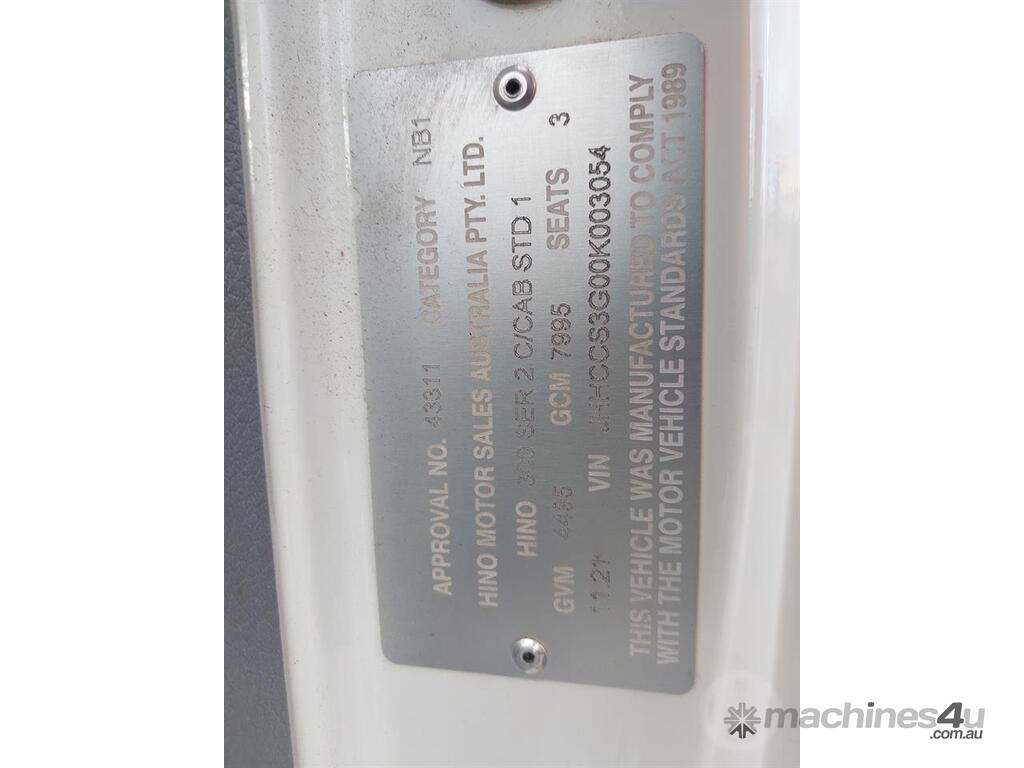 APPROVAL NO. 43311 CATEGORY NB1
HINO MOTOR SALES AUSTRALIA PTY. LTD.
HINO 300 SER 2 C/CAB STD 1
GVM 4495 GCM 7995 SEATS 3
11.21 VIN JHHCCS3G00K003054
THIS VEHICLE WAS MANUFACTURED TO COMPLY
WITH THE MOTOR VEHICLE STANDARDS ACT 1989
machines4u
.com.au